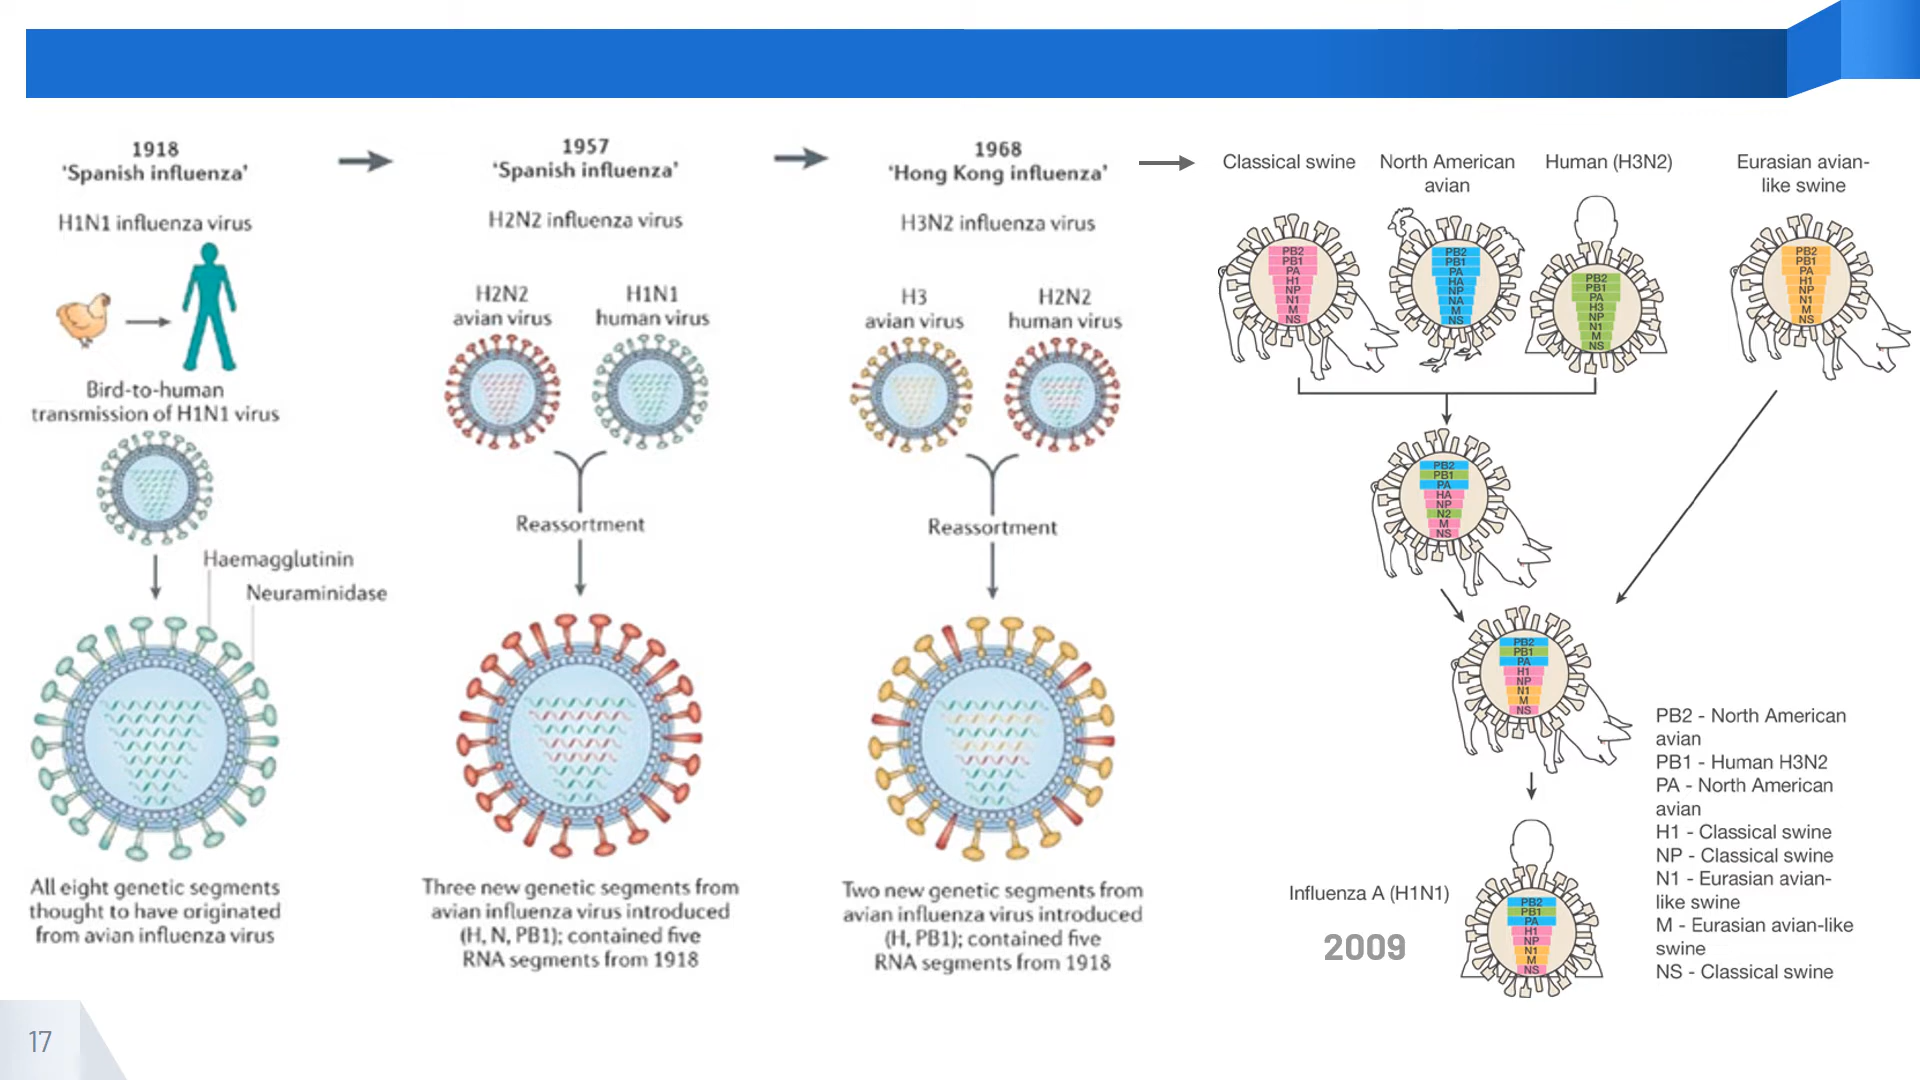 1918
‘Spanish influenza’
H1N1 influenza virus
Bird-to-human
transmission of H1N1 virus
Haemagglutinin
Neuraminidase
All eight genetic segments
thought to have originated
from avian influenza virus
1957
‘Spanish influenza’
H2N2 influenza virus
H2N2
avian virus
H1N1
human virus
Reassortment
Three new genetic segments from
avian influenza virus introduced
(H, N, PB1); contained five
RNA segments from 1918
1968
‘Hong Kong influenza’
H3N2 influenza virus
H3
avian virus
H2N2
human virus
Reassortment
Two new genetic segments from
avian influenza virus introduced
(H, PB1); contained five
RNA segments from 1918
Classical swine
PB2
PB1
PA
H1
NP
N1
M
NS
North American
avian
PB2
PB1
PA
HA
NP
NA
M
NS
Human (H3N2)
PB2
PB1
PA
H3
NP
N1
M
NS
Eurasian avian-
like swine
PB2
PB1
PA
H1
NP
N1
M
NS
PB2
PB1
PA
HA
NP
N2
M
NS
PB2
PB1
PA
H1
NP
N1
M
NS
Influenza A (H1N1)
2009
PB2
PB1
PA
H1
NP
N1
M
NS
PB2 - North American
avian
PB1 - Human H3N2
PA - North American
avian
H1 - Classical swine
NP - Classical swine
N1 - Eurasian avian-
like swine
M - Eurasian avian-like
swine
NS - Classical swine
17